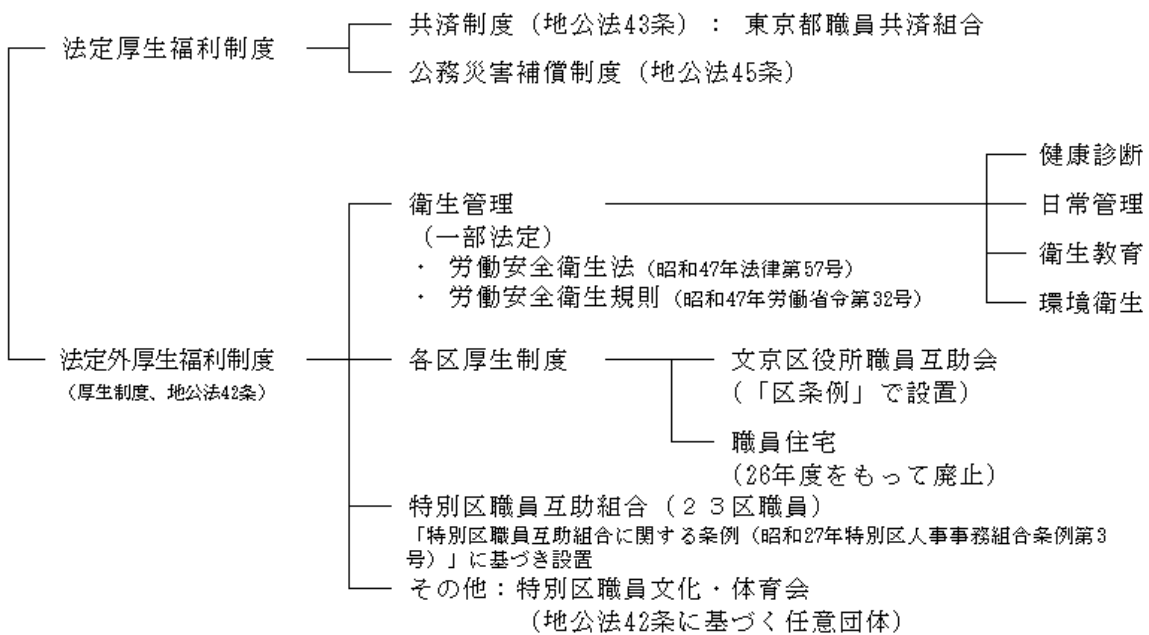 共済制度（地公法43条）：　東京都職員共済組合
法定厚生福利制度
公務災害補償制度（地公法45条）
健康診断
衛生管理
日常管理
（一部法定）
・　労働安全衛生法（昭和47年法律第57号）
衛生教育
・　労働安全衛生規則（昭和47年労働省令第32号）
環境衛生
法定外厚生福利制度
（厚生制度、地公法42条）
各区厚生制度
文京区役所職員互助会
（「区条例」で設置）
職員住宅
（26年度をもって廃止）
特別区職員互助組合（２３区職員）
「特別区職員互助組合に関する条例（昭和27年特別区人事事務組合条例第3
号）」に基づき設置
その他：特別区職員文化・体育会
（地公法42条に基づく任意団体）